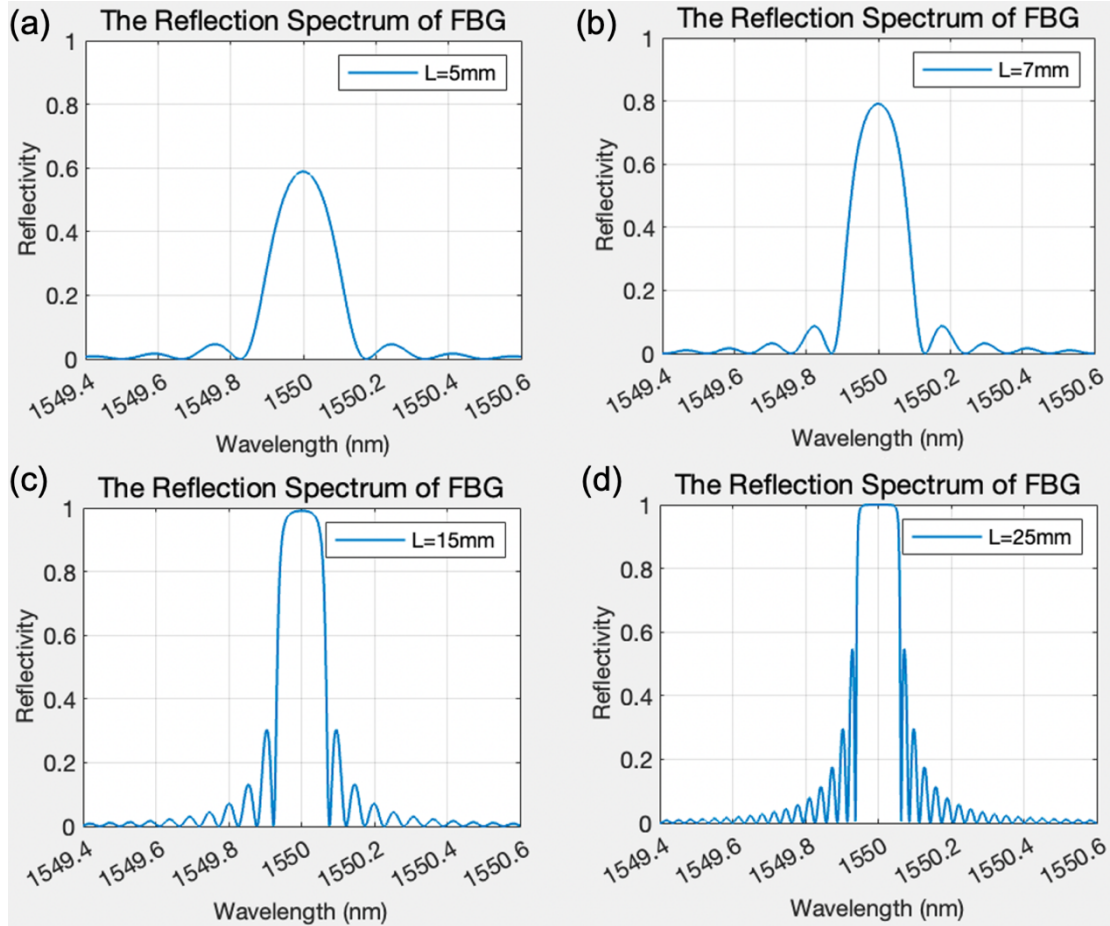 (a)
The Reflection Spectrum of FBG
L=5mm
1
0.8
0.6
0.4
0.2
0
Reflectivity
1549.4
1549.6
1549.8
1550
1550.2
1550.4
1550.6
Wavelength (nm)
(b)
The Reflection Spectrum of FBG
L=7mm
1
0.8
0.6
0.4
0.2
0
Reflectivity
1549.4
1549.6
1549.8
1550
1550.2
1550.4
1550.6
Wavelength (nm)
(c)
The Reflection Spectrum of FBG
L=15mm
1
0.8
0.6
0.4
0.2
0
Reflectivity
1549.4
1549.6
1549.8
1550
1550.2
1550.4
1550.6
Wavelength (nm)
(d)
The Reflection Spectrum of FBG
L=25mm
1
0.8
0.6
0.4
0.2
0
Reflectivity
1549.4
1549.6
1549.8
1550
1550.2
1550.4
1550.6
Wavelength (nm)